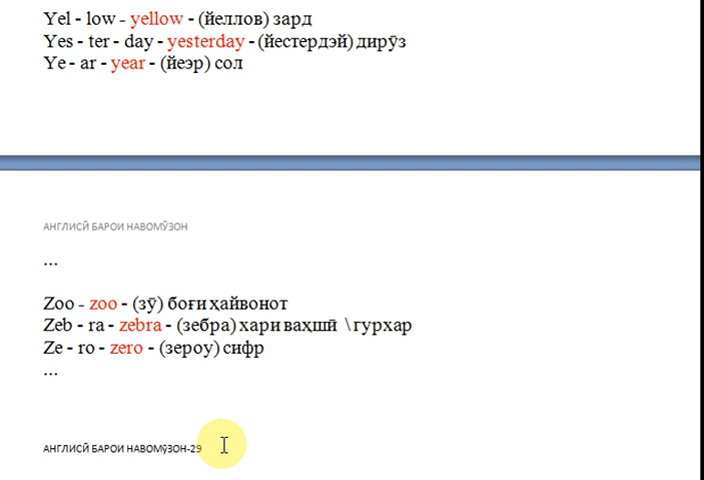 Yel - low - yellow - (йеллов) зард
Yes - ter - day - yesterday - (йестердэй) дирӯз
Ye - ar - year - (йеэр) сол
АНГЛИСӢ БАРОИ НАВОМӮЗОН
...
Zoo - zoo - (зӯ) боғи ҳайвонот
Zeb - ra - zebra - (зебра) хари ваҳшӣ \ гурхар
Ze - ro - zero - (зероу) сифр
...
АНГЛИСӢ БАРОИ НАВОМӯЗОН-29